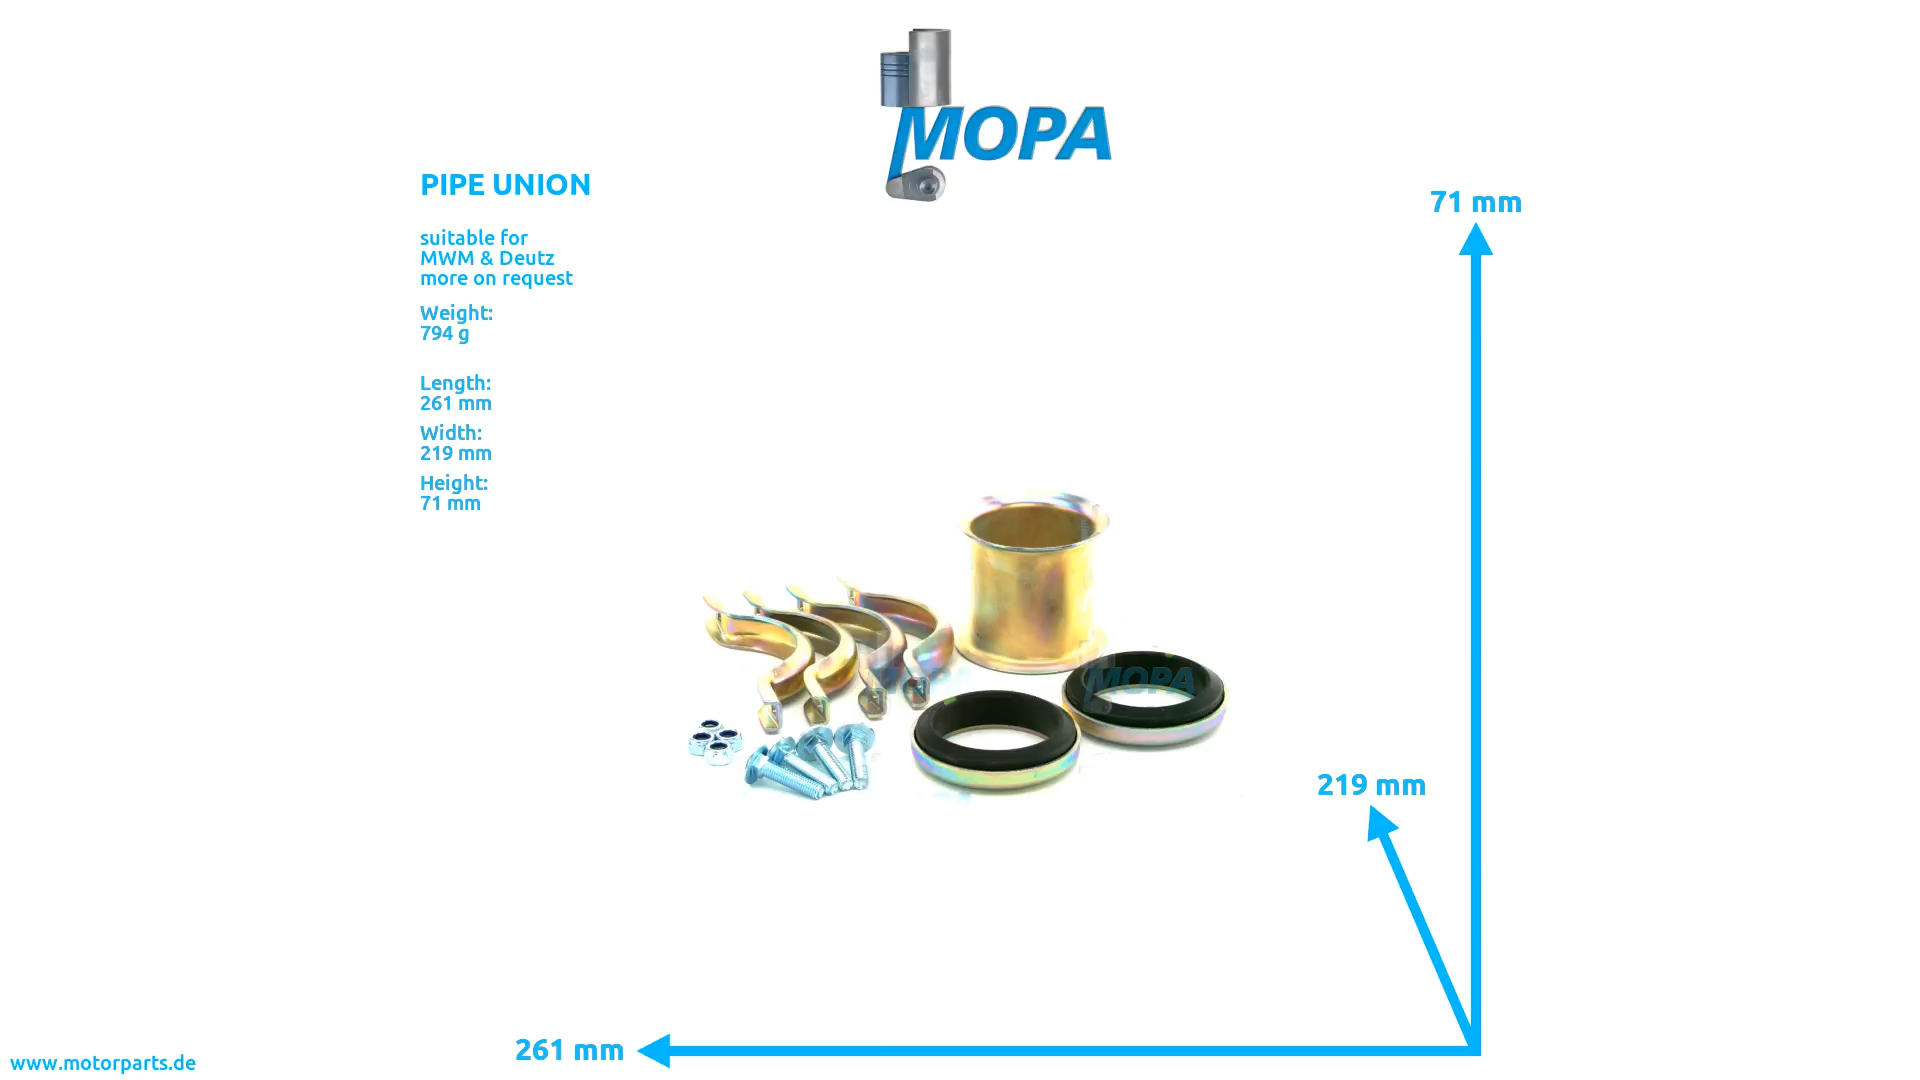 MOPA
PIPE UNION
suitable for
MWM & Deutz
more on request
Weight:
794 g
Length:
261 mm
Width:
219 mm
Height:
71 mm
71 mm
MOPA
219 mm
261 mm
www.motorparts.de